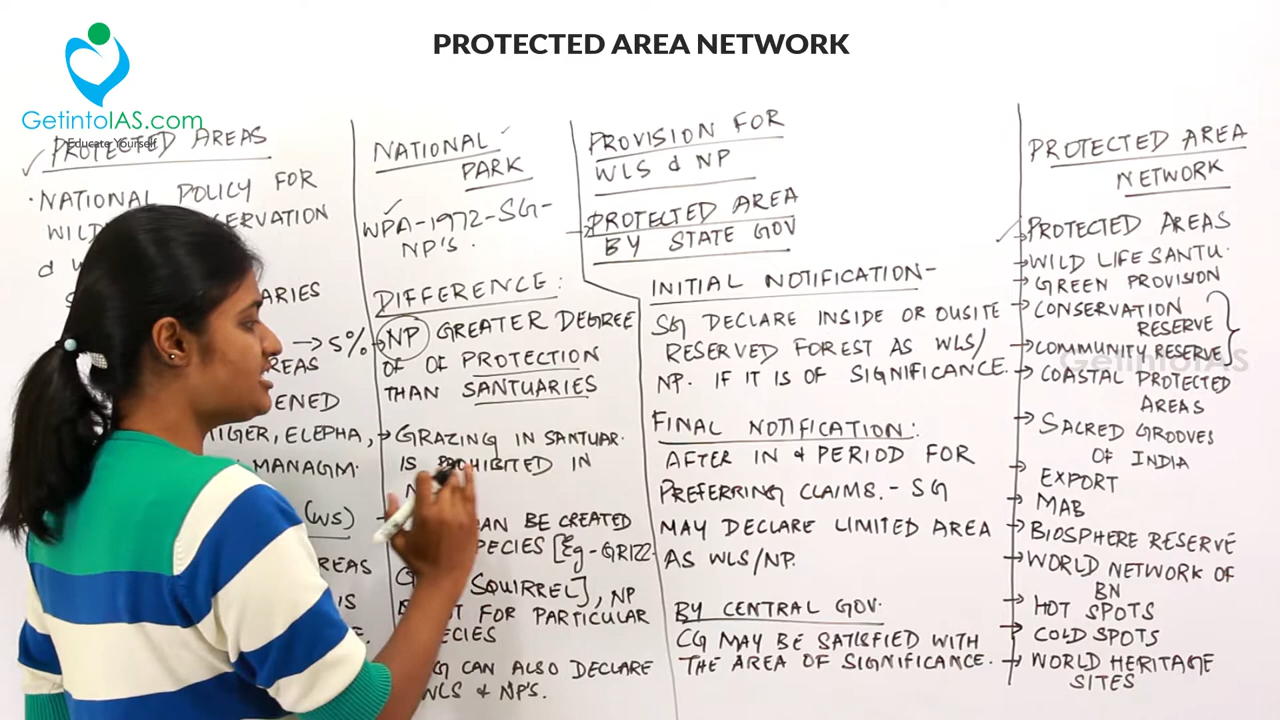 PROTECTED AREA NETWORK
GetintoIAS.com
Educate Yourself
PROTECTED AREAS
NATIONAL POLICY FOR
WILD
ARIES
→ 5%
REAS
ENED
TIGER, ELEPHA,
MANAGM.
(WS)
REAS
IS
NATIONAL
PARK
WPA-1972-SG-
NP'S.
DIFFERENCE:
NP GREATER DEGREE
OF OF PROTECTION
THAN SANTUARIES
GRAZING IN SANTUAR.
IS PROHIBITED IN
N
CAN BE CREATED
SPECIES [Eg-GRIZZ
SQUIRREL], NP
FOR PARTICULAR
ECIES
CG CAN ALSO DECLARE
WLS & NP'S.
PROVISION FOR
WLS & NP
PROTECTED AREA
BY STATE GOV
INITIAL NOTIFICATION-
SG DECLARE INSIDE OR OUSITE
RESERVED FOREST AS WLS/
NP. IF IT IS OF SIGNIFICANCE.
FINAL NOTIFICATION:
AFTER IN & PERIOD FOR
PREFERRING CLAIMS.- SG
MAY DECLARE LIMITED AREA
AS WLS/NP.
BY CENTRAL GOV.
CG MAY BE SATISFIED WITH
THE AREA OF SIGNIFICANCE.
PROTECTED AREA
NETWORK
PROTECTED AREAS
WILD LIFE SANTU.
GREEN PROVISION
CONSERVATION
RESERVE
COMMUNITY RESERVE
GetintoIAS
COASTAL PROTECTED
AREAS
SACRED GROOVES
OF INDIA
EXPORT
MAB
BIOSPHERE RESERVE
WORLD NETWORK OF
BN
HOT SPOTS
COLD SPOTS
WORLD HERITAGE
SITES